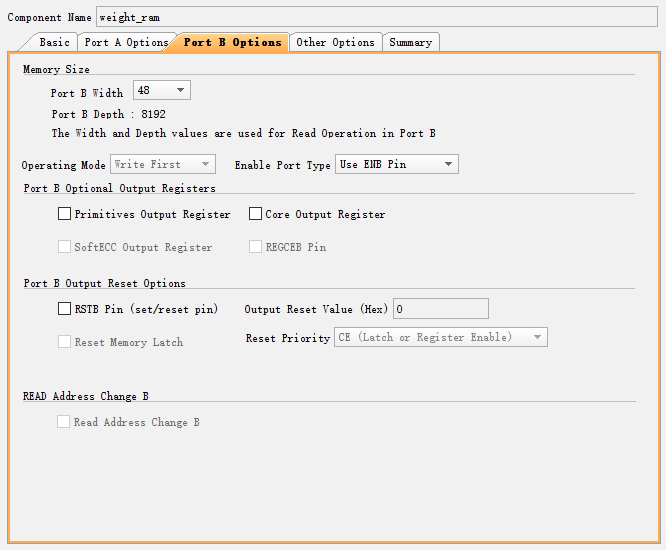 Component Name weight_ram
Basic Port A Options Port B Options Other Options Summary
Memory Size
Port B Width 48
Port B Depth : 8192
The Width and Depth values are used for Read Operation in Port B
Operating Mode Write First Enable Port Type Use ENB Pin
Port B Optional Output Registers
Primitives Output Register Core Output Register
SoftECC Output Register REGCEB Pin
Port B Output Reset Options
RSTB Pin (set/reset pin) Output Reset Value (Hex) 0
Reset Memory Latch Reset Priority CE (Latch or Register Enable)
READ Address Change B
Read Address Change B